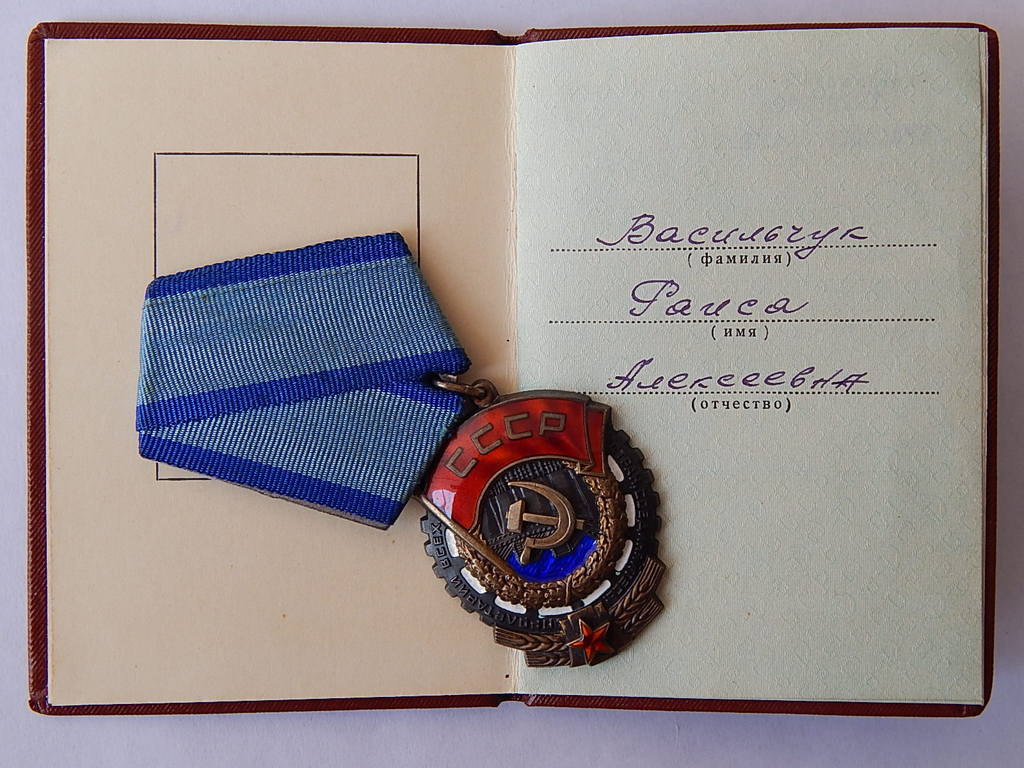 Васильчук
(фамилия)
Раиса
(имя)
Алексеевна
(отчество)
СССР